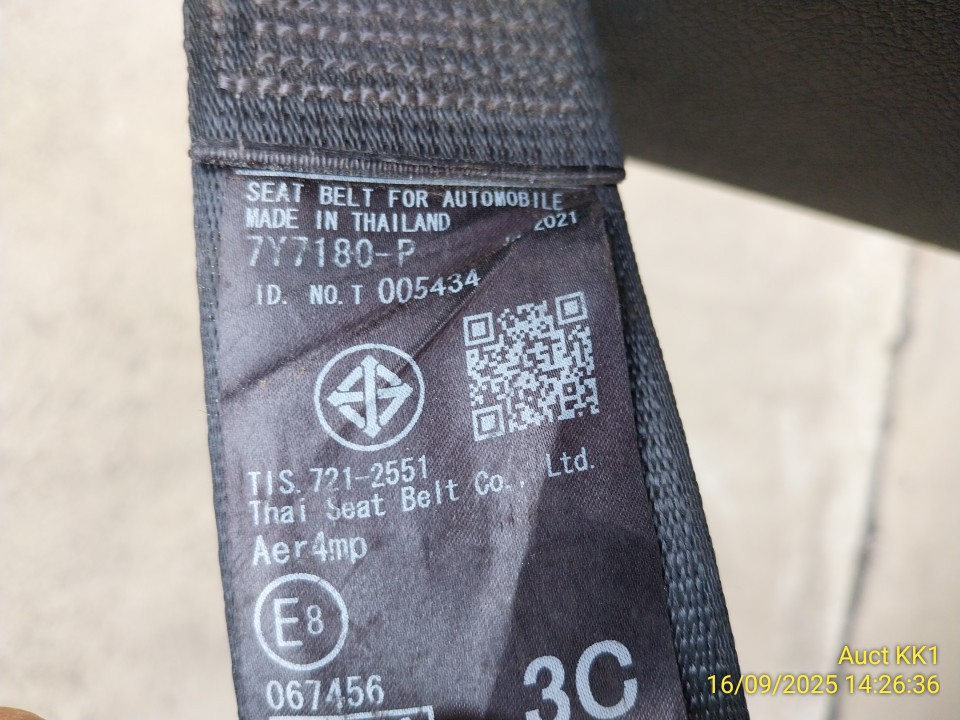 SEAT BELT FOR AUTOMOBILE
MADE IN THAILAND 2021
7Y7180-P
ID. NO. T 005434
TIS. 721-2551
Thai Seat Belt Co., Ltd.
Aer4mp
E8
067456
3C
Auct KK1
16/09/2025 14:26:36